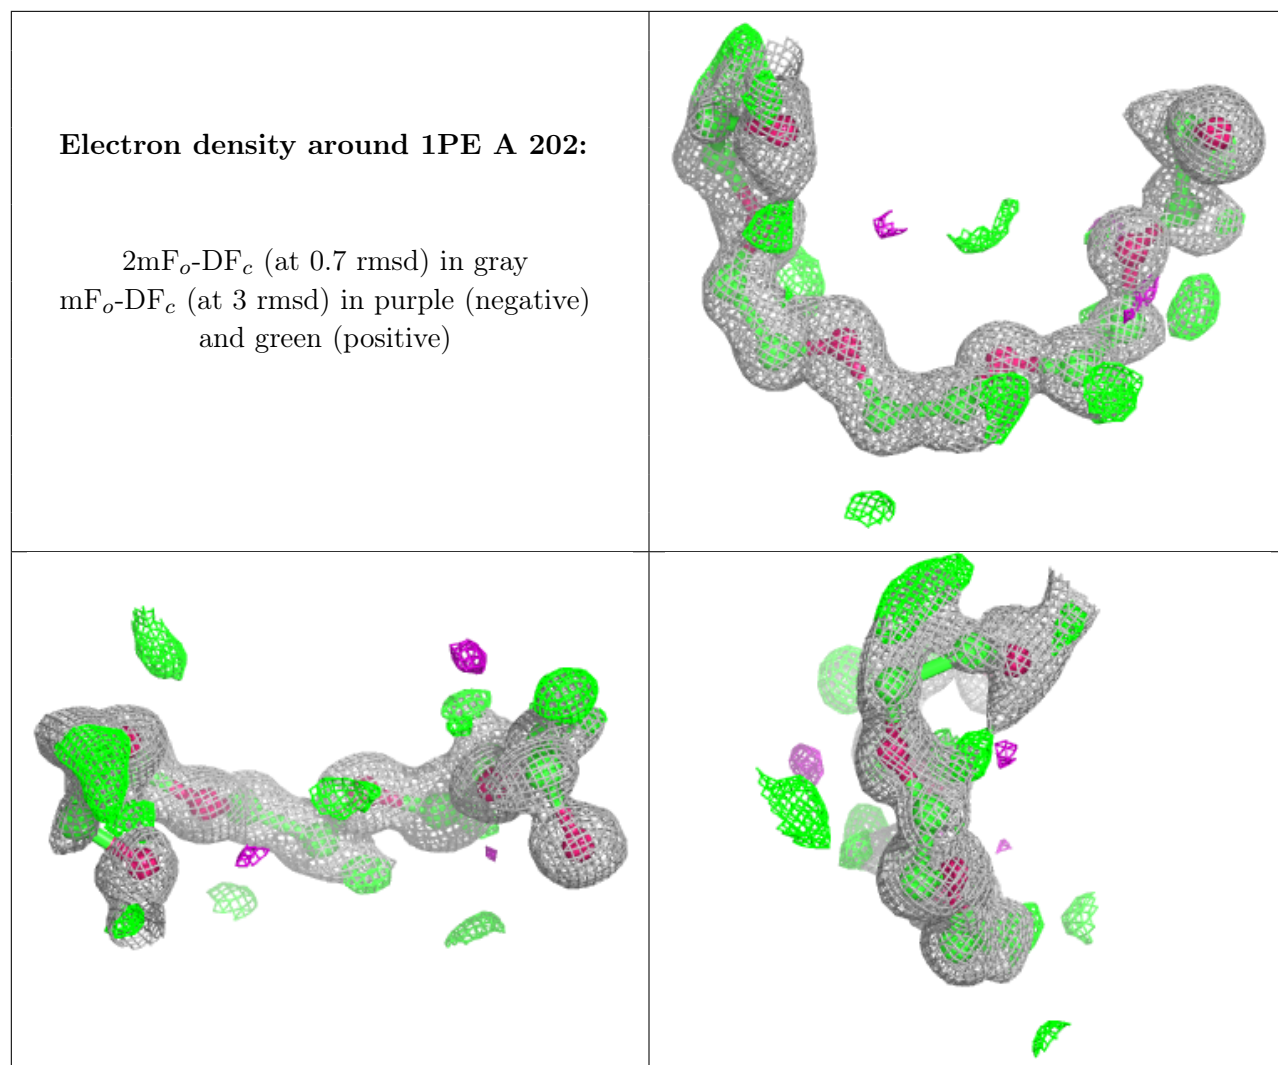 Electron density around 1PE A 202:
2mFo-DFc (at 0.7 rmsd) in gray
mFo-DFc (at 3 rmsd) in purple (negative)
and green (positive)